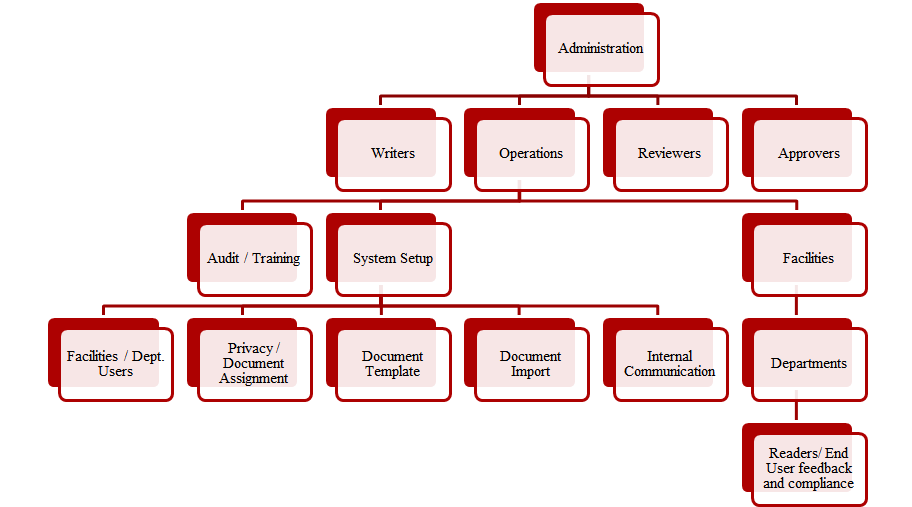 Administration
Writers
Operations
Reviewers
Approvers
Audit / Training
System Setup
Facilities
Facilities / Dept.
Users
Privacy /
Document
Assignment
Document
Template
Document
Import
Internal
Communication
Departments
Readers/ End
User feedback
and compliance